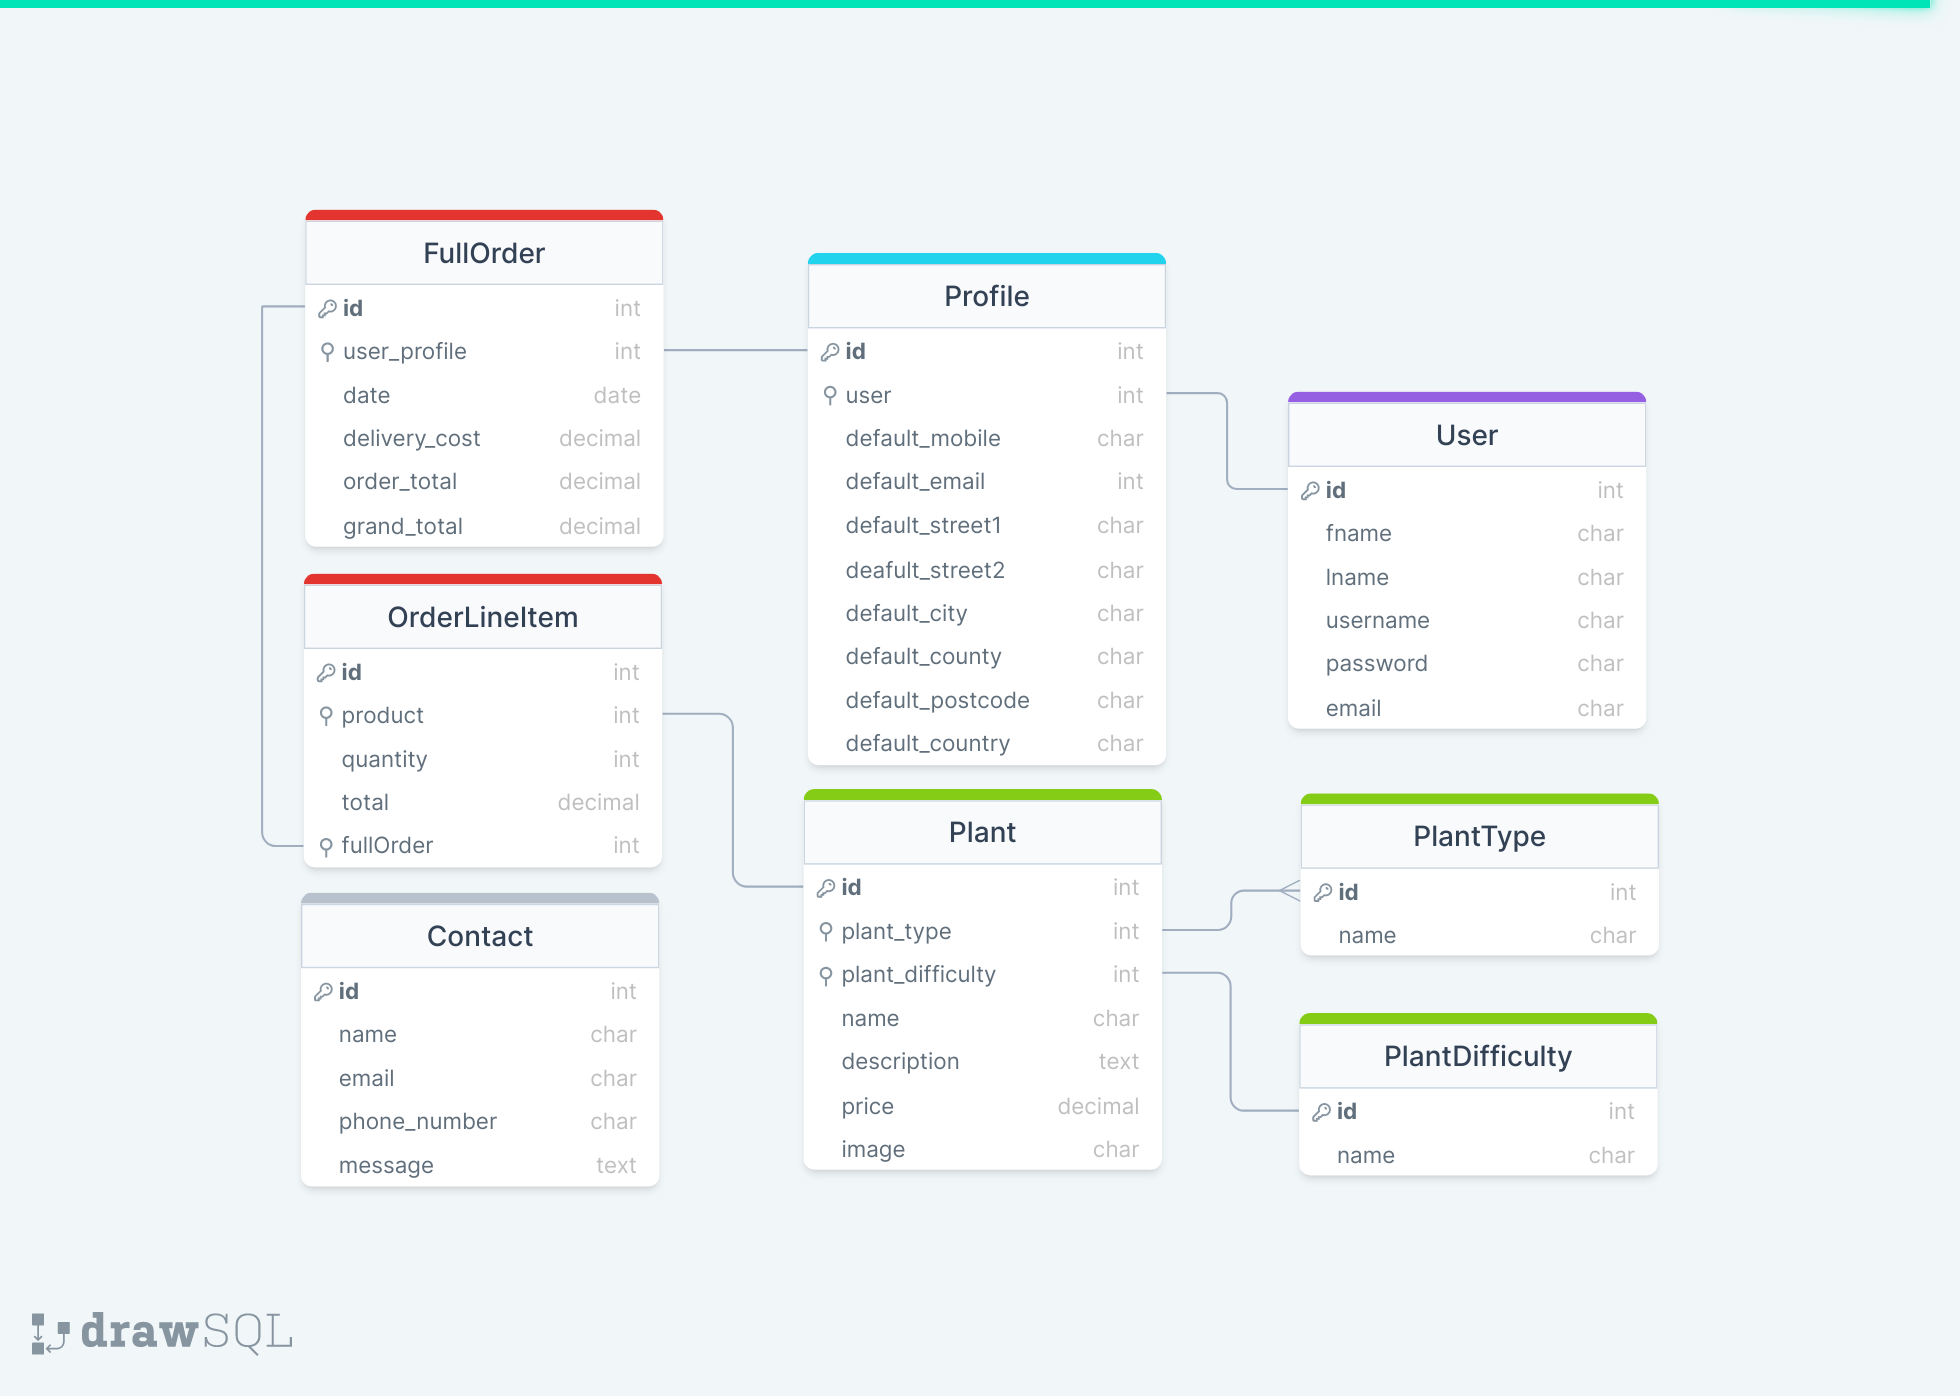 FullOrder
id int
user_profile int
date date
delivery_cost decimal
order_total decimal
grand_total decimal
OrderLineItem
id int
product int
quantity int
total decimal
fullOrder int
Contact
id int
name char
email char
phone_number char
message text
Profile
id int
user int
default_mobile char
default_email int
default_street1 char
deafult_street2 char
default_city char
default_county char
default_postcode char
default_country char
Plant
id int
plant_type int
plant_difficulty int
name char
description text
price decimal
image char
User
id int
fname char
lname char
username char
password char
email char
PlantType
id int
name char
PlantDifficulty
id int
name char
drawSQL